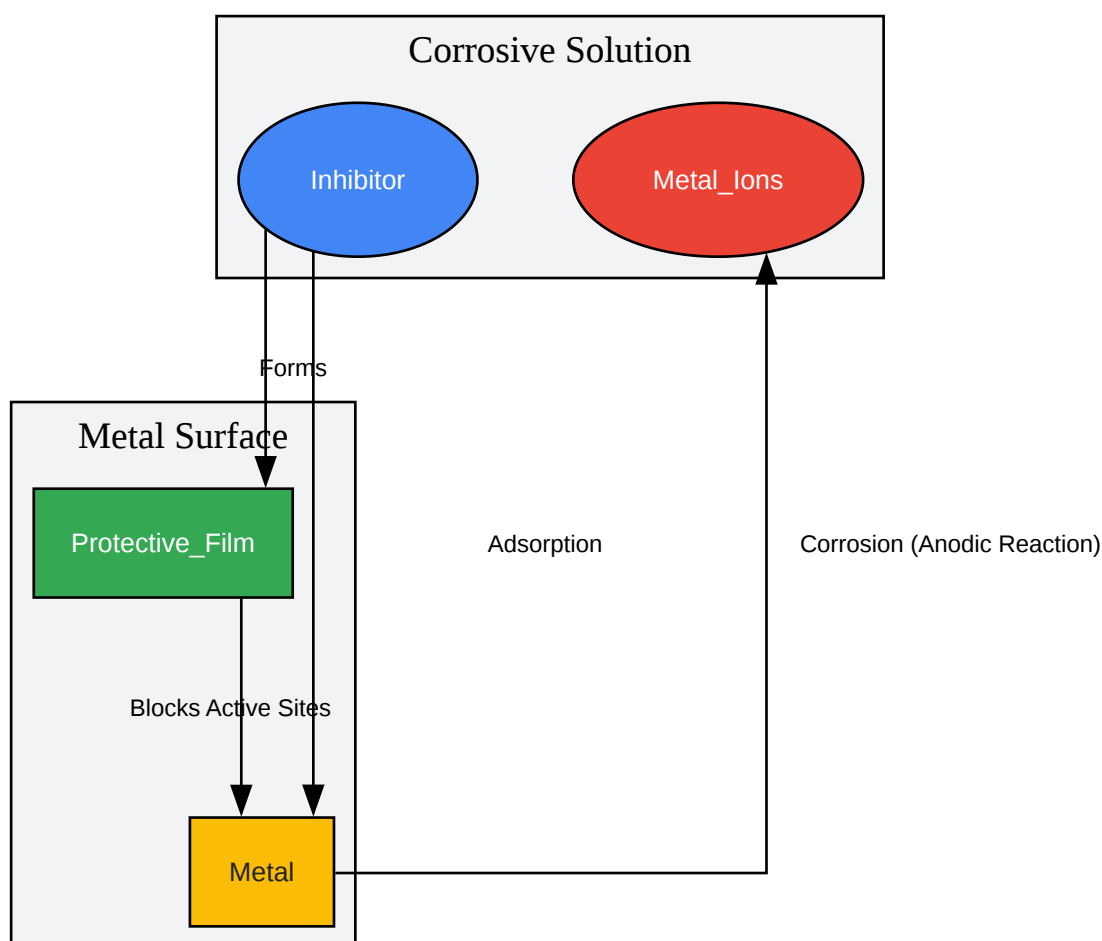 Corrosive Solution
Inhibitor
Metal_Ions
Forms
Metal Surface
Protective_Film
Adsorption
Corrosion (Anodic Reaction)
Blocks Active Sites
Metal